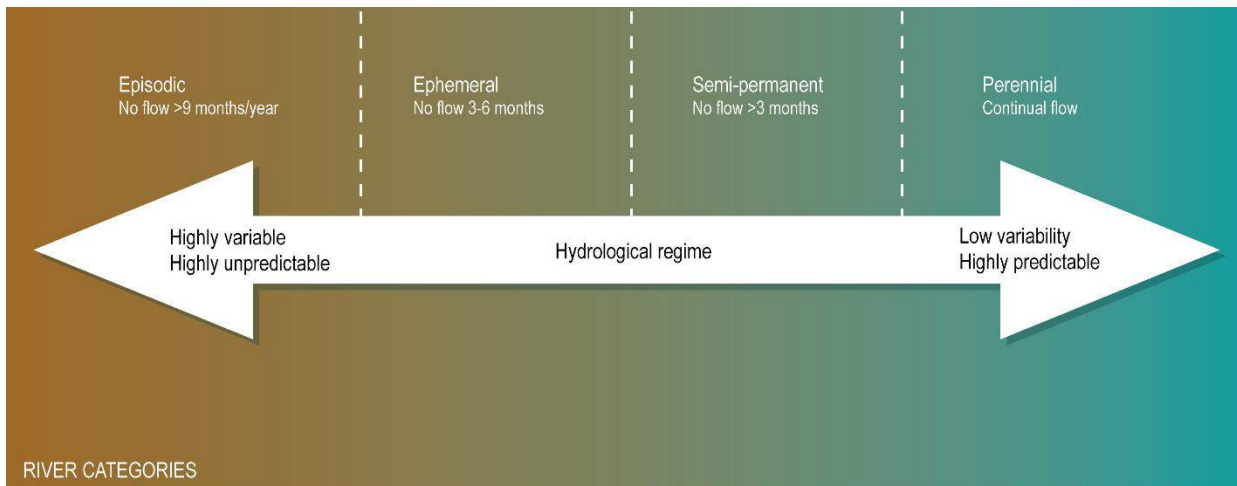 Episodic
No flow >9 months/year
Ephemeral
No flow 3-6 months
Semi-permanent
No flow >3 months
Perennial
Continual flow
Highly variable
Highly unpredictable
Hydrological regime
Low variability
Highly predictable
RIVER CATEGORIES